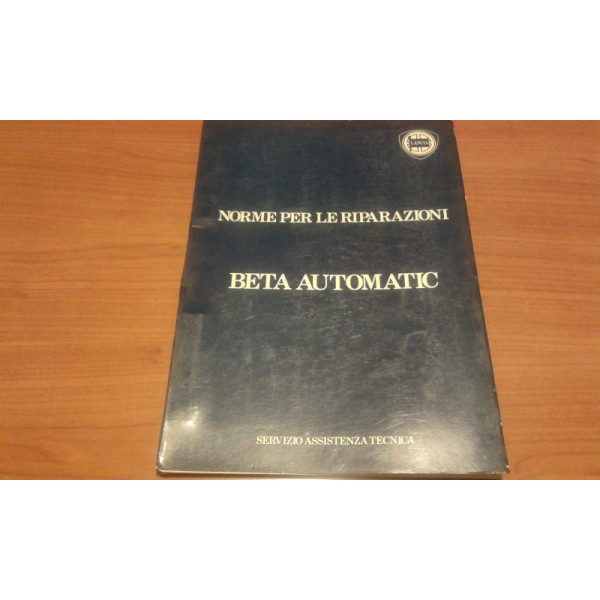 LANCIA
NORME PER LE RIPARAZIONI
BETA AUTOMATIC
SERVIZIO ASSISTENZA TECNICA